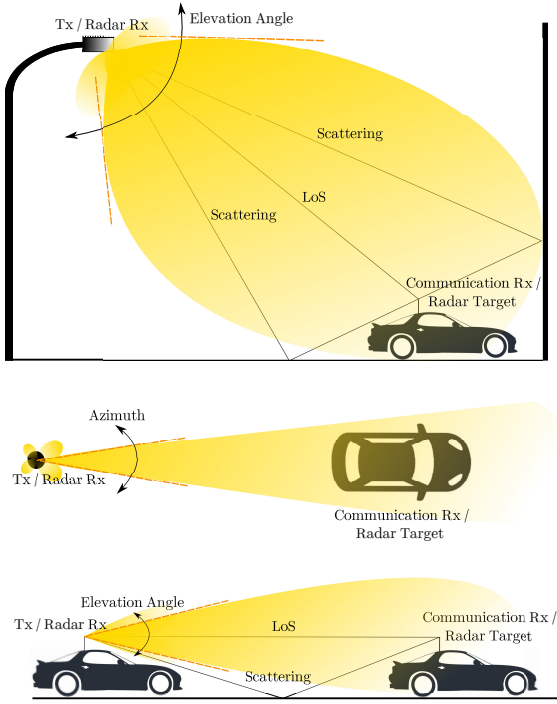 Tx / Radar Rx
Elevation Angle
Scattering
LoS
Scattering
Communication Rx /
Radar Target
Azimuth
Tx / Radar Rx
Communication Rx /
Radar Target
Elevation Angle
Tx / Radar Rx
LoS
Communication Rx /
Radar Target
Scattering